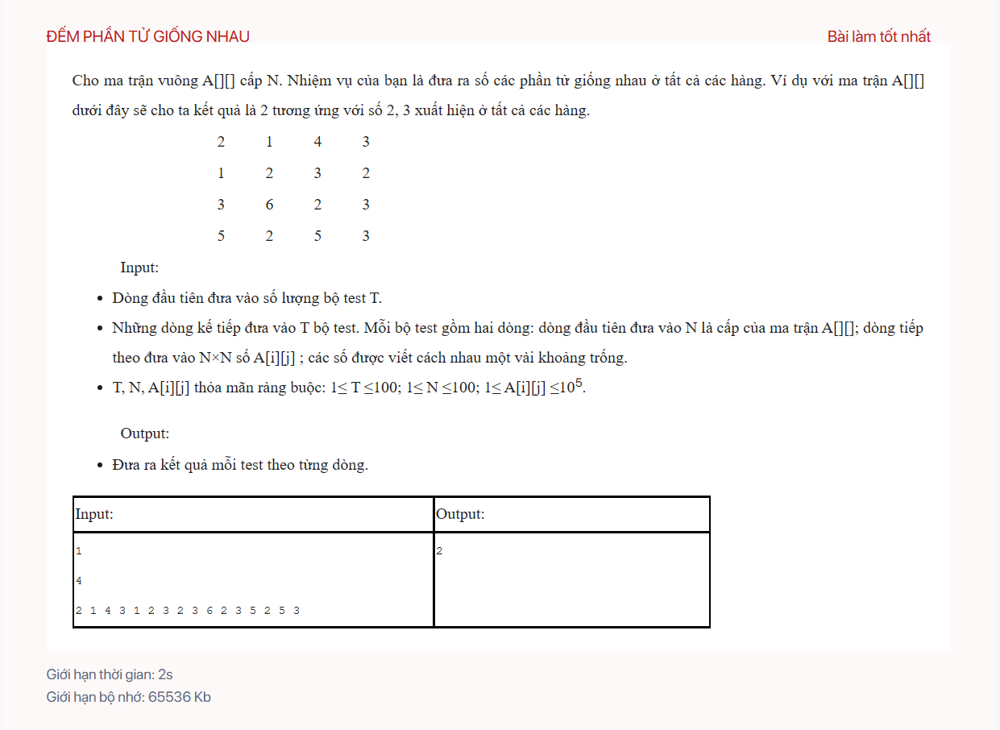 ĐẾM PHẦN TỬ GIỐNG NHAU Bài làm tốt nhất
Cho ma trận vuông A[][] cấp N. Nhiệm vụ của bạn là đưa ra số các phần tử giống nhau ở tất cả các hàng. Ví dụ với ma trận A[][]
dưới đây sẽ cho ta kết quả là 2 tương ứng với số 2, 3 xuất hiện ở tất cả các hàng.
2 1 4 3
1 2 3 2
3 6 2 3
5 2 5 3
Input:
• Dòng đầu tiên đưa vào số lượng bộ test T.
• Những dòng kế tiếp đưa vào T bộ test. Mỗi bộ test gồm hai dòng: dòng đầu tiên đưa vào N là cấp của ma trận A[][]; dòng tiếp
theo đưa vào N×N số A[i][j] ; các số được viết cách nhau một vài khoảng trống.
• T, N, A[i][j] thỏa mãn ràng buộc: 1≤ T ≤100; 1≤ N ≤100; 1≤ A[i][j] ≤10⁵.
Output:
• Đưa ra kết quả mỗi test theo từng dòng.
Input: Output:
1 2
4
2 1 4 3 1 2 3 2 3 6 2 3 5 2 5 3
Giới hạn thời gian: 2s
Giới hạn bộ nhớ: 65536 Kb